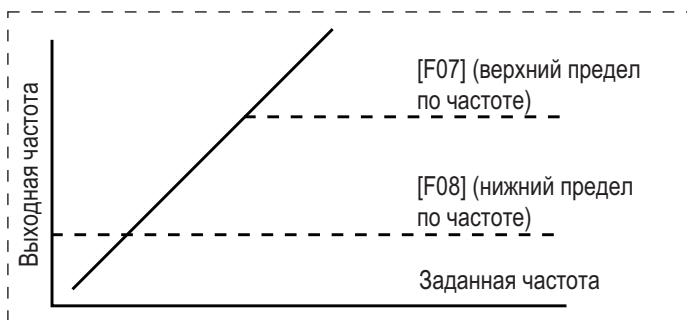 [F07] (верхний предел
по частоте)
Выходная частота
[F08] (нижний предел
по частоте)
Заданная частота